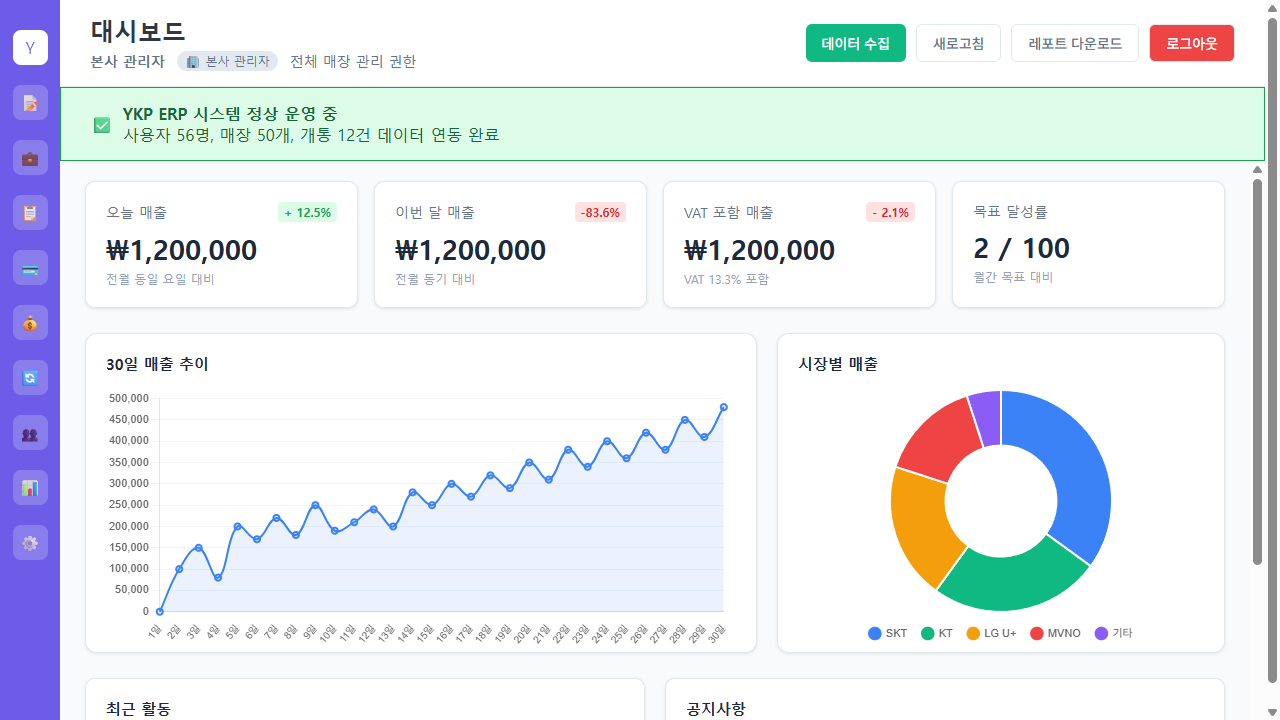 Y
대시보드
본사 관리자 본사 관리자 전체 매장 관리 권한
데이터 수집 새로고침 레포트 다운로드 로그아웃
YKP ERP 시스템 정상 운영 중
사용자 56명, 매장 50개, 개통 12건 데이터 연동 완료
오늘 매출 + 12.5%
₩1,200,000
전월 동일 요일 대비
이번 달 매출 -83.6%
₩1,200,000
전월 동기 대비
VAT 포함 매출 - 2.1%
₩1,200,000
VAT 13.3% 포함
목표 달성률
2 / 100
월간 목표 대비
30일 매출 추이
500,000
450,000
400,000
350,000
300,000
250,000
200,000
150,000
100,000
50,000
0
1일 2일 3일 4일 5일 6일 7일 8일 9일 10일 11일 12일 13일 14일 15일 16일 17일 18일 19일 20일 21일 22일 23일 24일 25일 26일 27일 28일 29일 30일
시장별 매출
SKT KT LG U+ MVNO 기타
최근 활동
공지사항